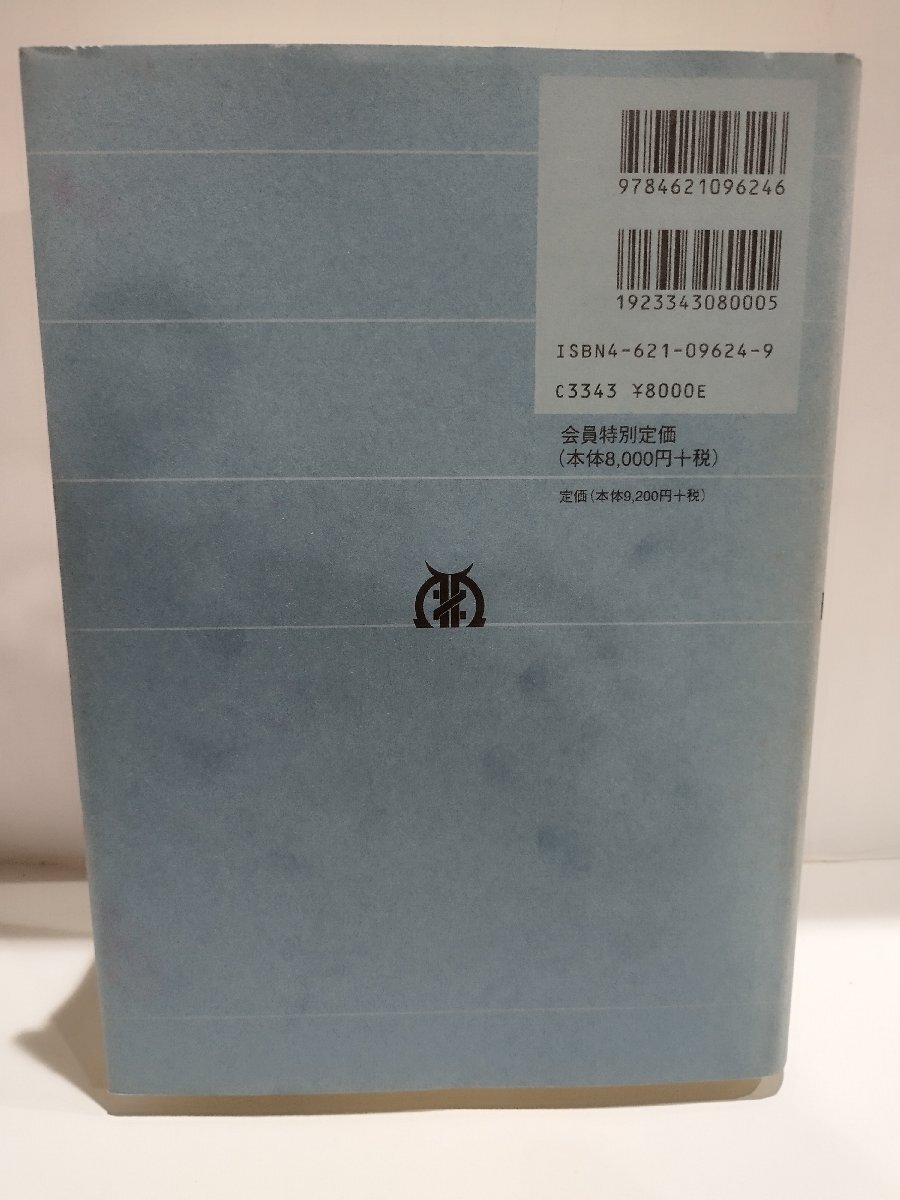 9784621096246
1923343080005
ISBN4-621-09624-9
C3343 ¥8000E
会員特別定価
(本体8,000円+税)
定価(本体9,200円+税)